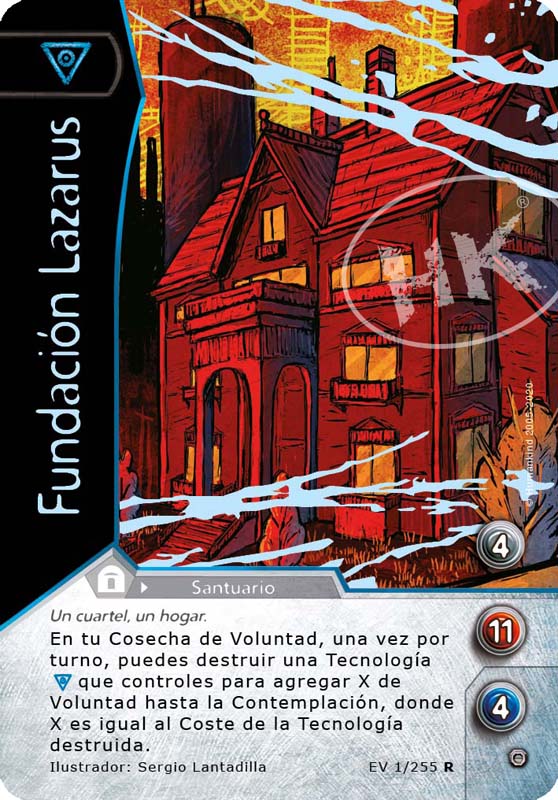 Fundación Lazarus
HK®
4
Santuario
Un cuartel, un hogar.
En tu Cosecha de Voluntad, una vez por
turno, puedes destruir una Tecnología
que controles para agregar X de
Voluntad hasta la Contemplación, donde
X es igual al Coste de la Tecnología
destruida.
11
4
Ilustrador: Sergio Lantadilla
EV 1/255 R